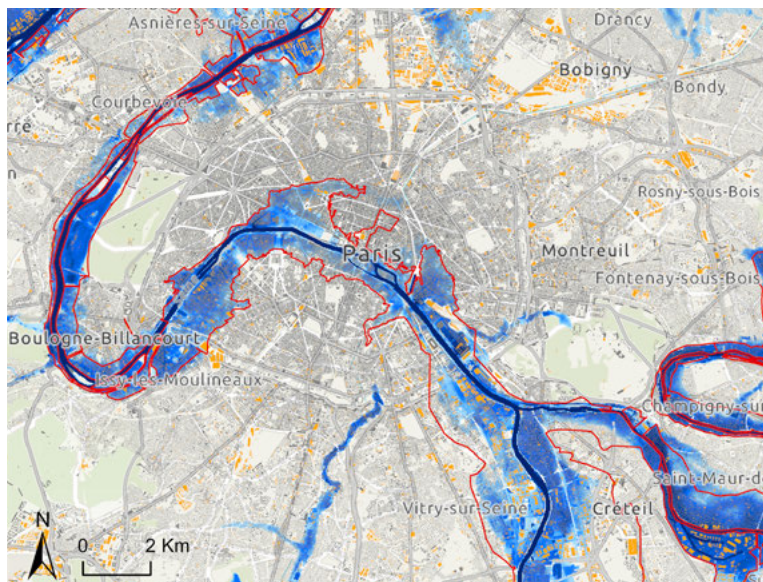 Asnières-sur-Seine
Drancy
Bobigny
Bondy
Courbevoie
Rosny-sous-Bois
Paris
Montreuil
Fontenay-sous-Bois
Boulogne-Billancourt
Issy-les-Moulineaux
Champigny-sur
Saint-Maur-de
Vitry-sur-Seine
Créteil
N
0 2 Km